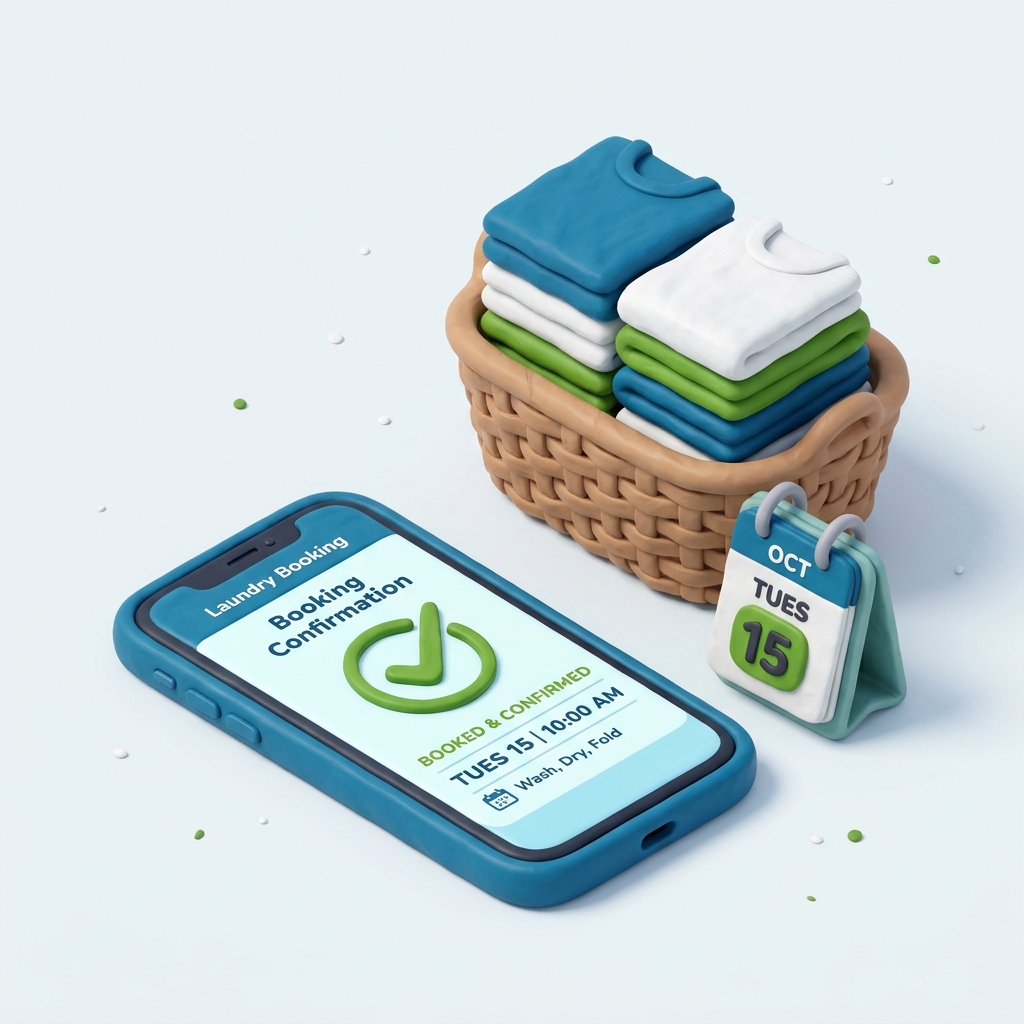 Laundry Booking
Booking
Confirmation
BOOKED & CONFIRMED
TUES 15 | 10:00 AM
Wash, Dry, Fold
OCT
TUES
15